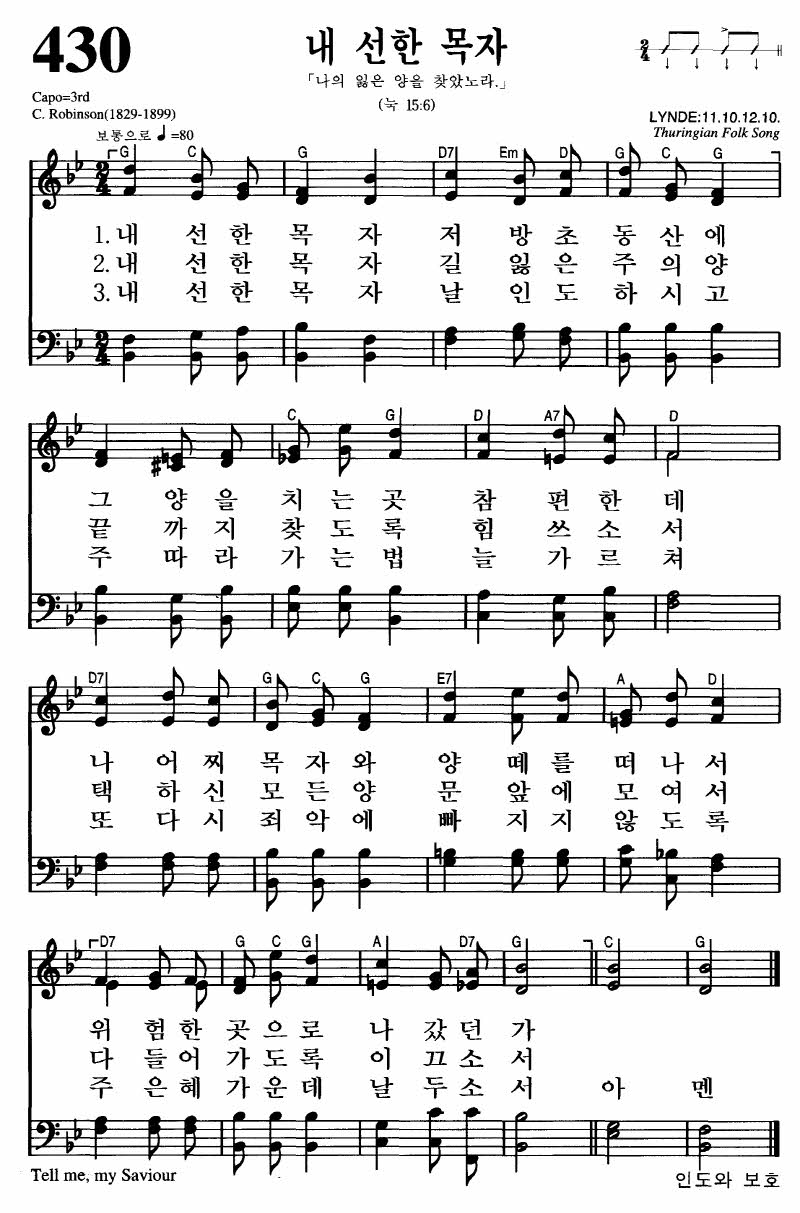 430
내 선한 목자
「나의 잃은 양을 찾았노라.」
(눅 15:6)
2/4
Capo=3rd
C. Robinson(1829-1899)
LYNDE:11.10.12.10.
Thuringian Folk Song
보통으로 ♩=80
G C G D7 Em D G C G
1.내 선한 목자 저 방초 동산에
2.내 선한 목자 길 잃은 주의양
3.내 선한 목자 날 인도 하시고
C G D A7 D
그 양을 치는곳 참 편한 데
끝 까지 찾도록 힘 쓰소 서
주 따라 가는법 늘 가르 쳐
D7 G C G E7 A D
나 어찌 목자와 양 떼를 떠나서
택 하신 모든양 문 앞에 모여서
또 다시 죄악에 빠 지지 않도록
D7 G C G A D7 G C G
위 험한 곳으로 나 갔던 가
다 들어 가도록 이 끄소 서
주 은혜 가운데 날 두소 서 아 멘
Tell me, my Saviour
인도와 보호